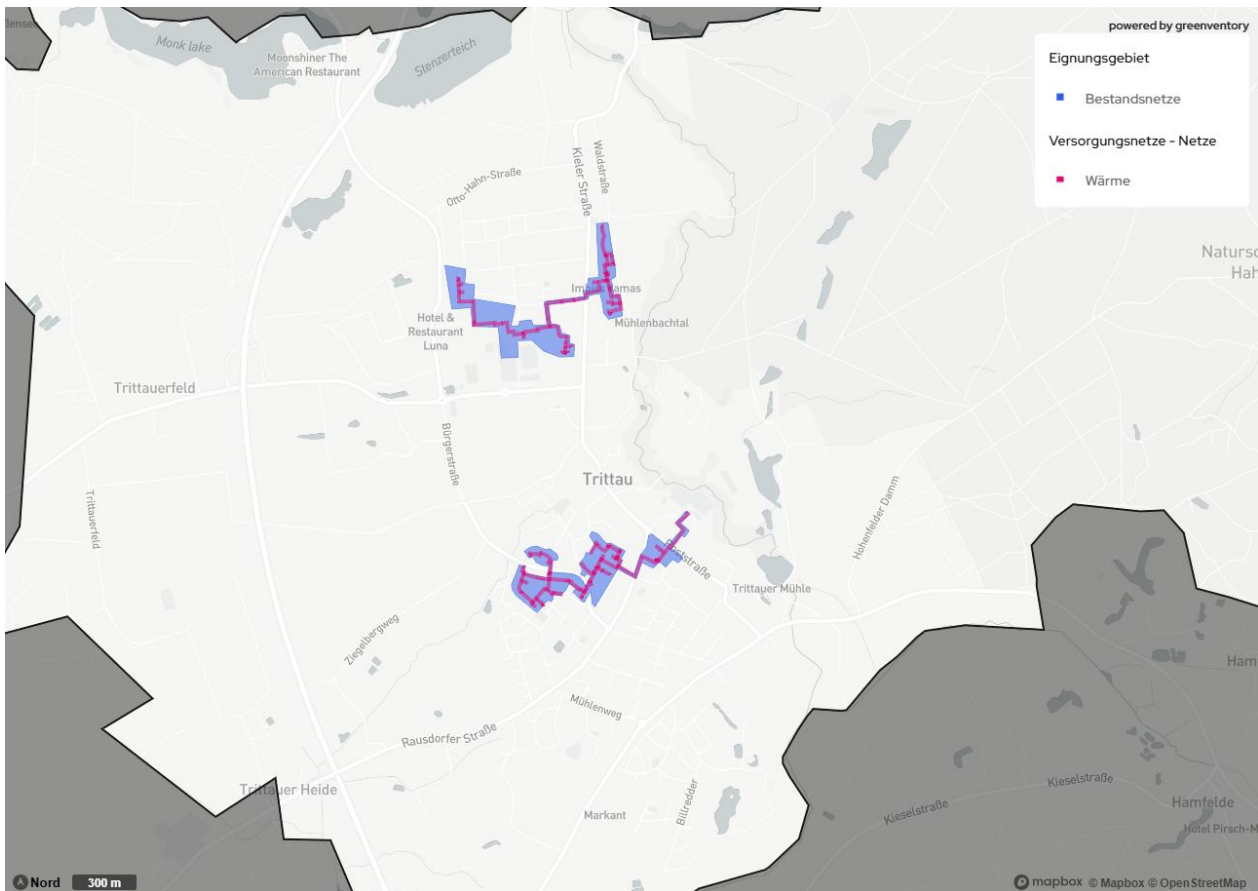 powered by greenventory
Eignungsgebiet
Bestandsnetze
Versorgungsnetze - Netze
Wärme
Monk lake
Moonshiner The
American Restaurant
Stenzerteich
Otto-Hahn-Straße
Kieler Straße
Waldstraße
Mühlenbachtal
Hotel &
Restaurant
Luna
Trittauerfeld
Bürgerstraße
Trittau
Trittauerfeld
Hohenfelder Damm
Poststraße
Trittauer Mühle
Ziegelbergweg
Mühlenweg
Rausdorfer Straße
Trittauer Heide
Billredder
Markant
Kieselstraße
Kieselstraße
Hamfelde
Nord
300 m
mapbox © Mapbox © OpenStreetMap